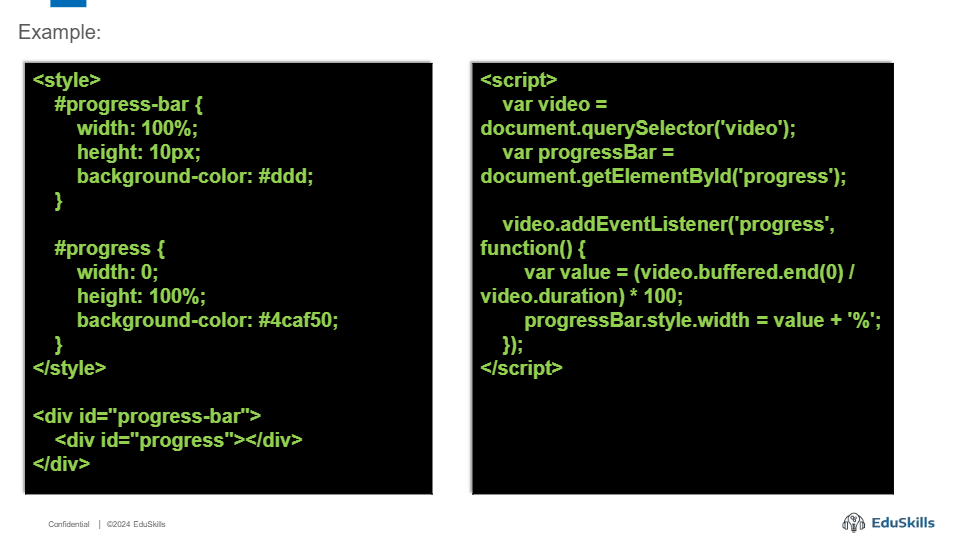 Example:
<style>
#progress-bar {
width: 100%;
height: 10px;
background-color: #ddd;
}
#progress {
width: 0;
height: 100%;
background-color: #4caf50;
}
</style>
<div id="progress-bar">
<div id="progress"></div>
</div>
<script>
var video =
document.querySelector('video');
var progressBar =
document.getElementById('progress');
video.addEventListener('progress',
function() {
var value = (video.buffered.end(0) /
video.duration) * 100;
progressBar.style.width = value + '%';
});
</script>
Confidential | ©2024 EduSkills
EduSkills